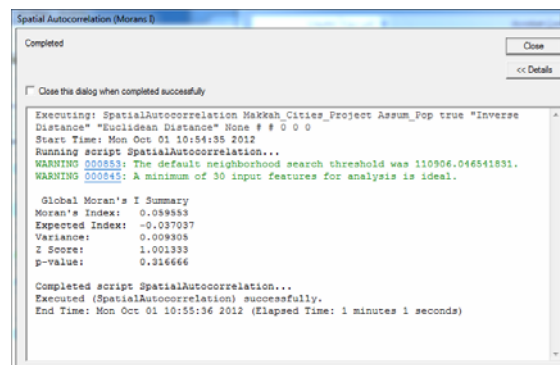 Spatial Autocorrelation (Morans I)
Completed
Close
<< Details
Close this dialog when completed successfully
Executing: SpatialAutocorrelation Makkah_Cities_Project Assum_Pop true "Inverse
Distance" "Euclidean Distance" None # # 0 0 0
Start Time: Mon Oct 01 10:54:35 2012
Running script SpatialAutocorrelation...
WARNING 000853: The default neighborhood search threshold was 110906.046541831.
WARNING 000845: A minimum of 30 input features for analysis is ideal.
Global Moran's I Summary
Moran's Index: 0.059553
Expected Index: -0.037037
Variance: 0.009305
Z Score: 1.001333
p-value: 0.316666
Completed script SpatialAutocorrelation...
Executed (SpatialAutocorrelation) successfully.
End Time: Mon Oct 01 10:55:36 2012 (Elapsed Time: 1 minutes 1 seconds)